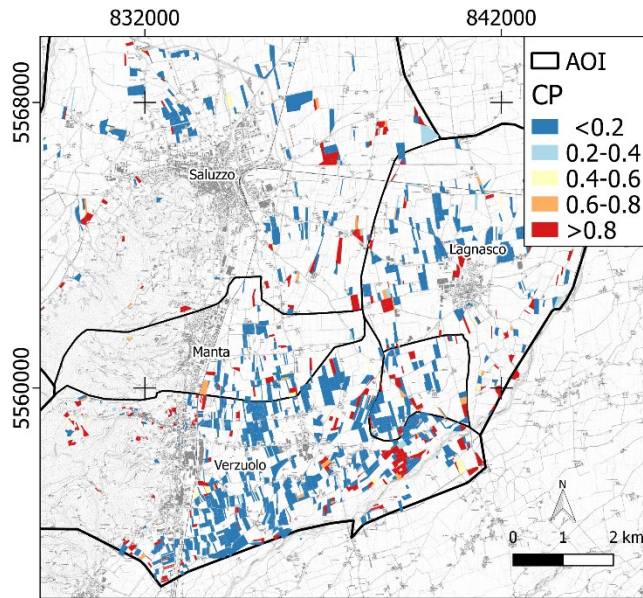 832000 842000
5568000
AOI
CP
<0.2
0.2-0.4
0.4-0.6
0.6-0.8
>0.8
Saluzzo
Lagnasco
Manta
5560000
Verzuolo
N
0 1 2 km